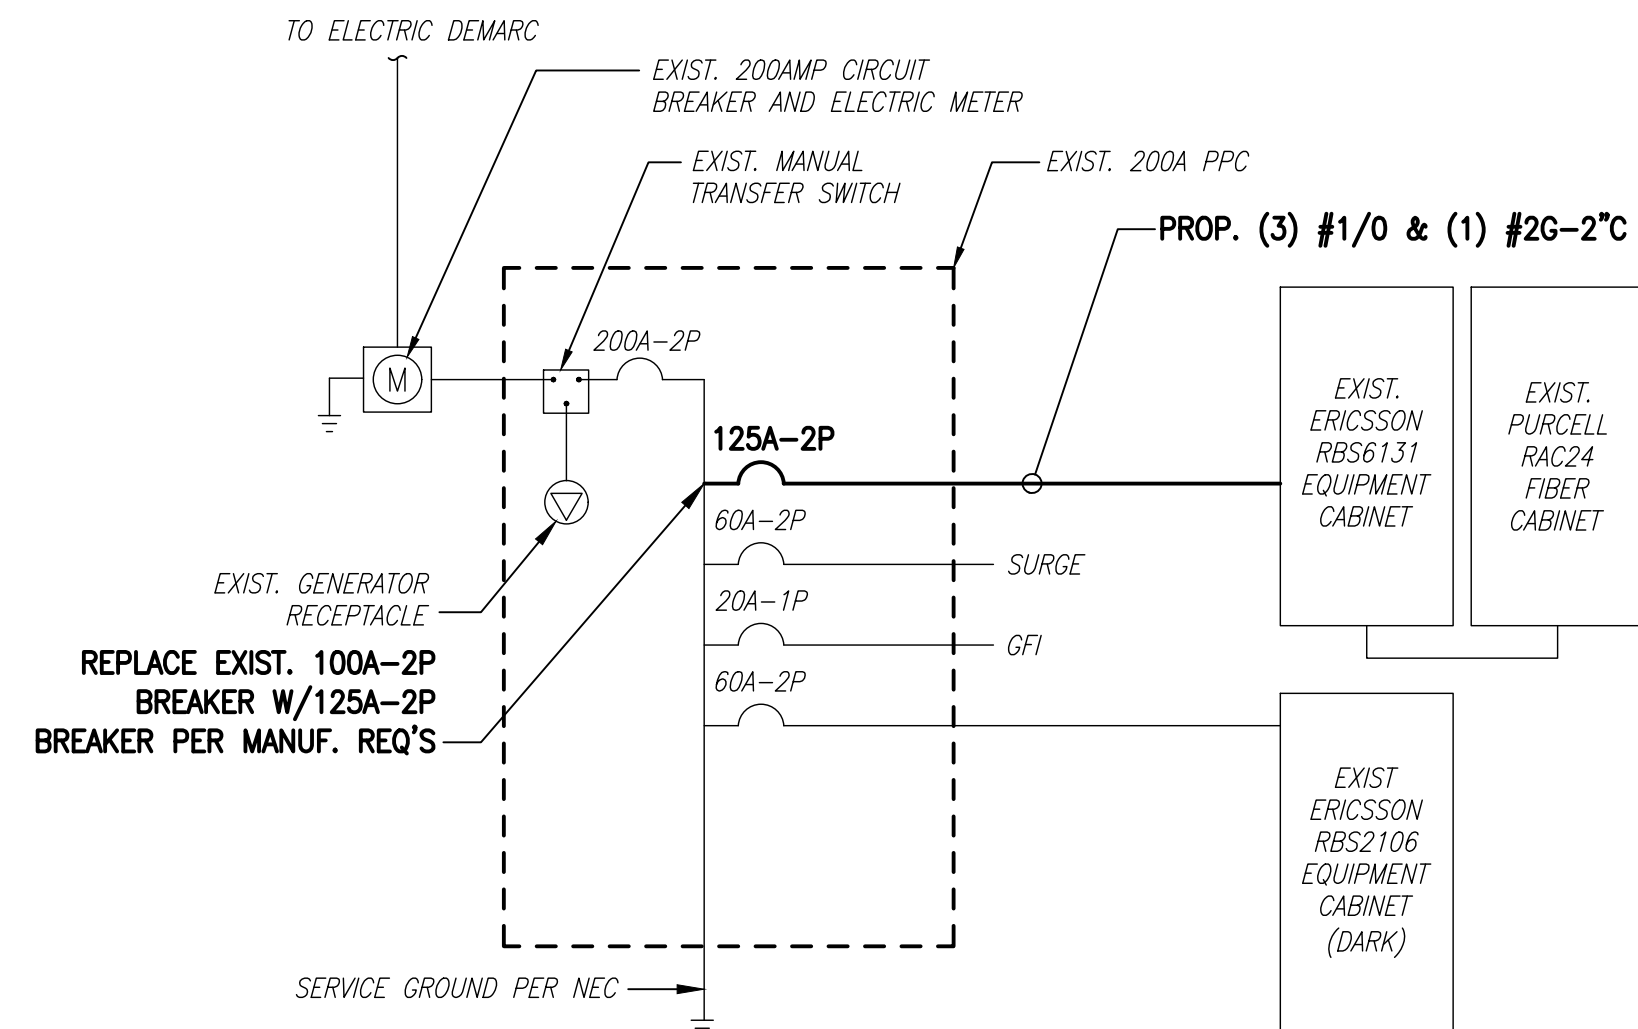 TO ELECTRIC DEMARC
EXIST. 200AMP CIRCUIT
BREAKER AND ELECTRIC METER
EXIST. MANUAL
TRANSFER SWITCH
EXIST. 200A PPC
PROP. (3) #1/0 & (1) #2G-2"C
200A-2P
M
125A-2P
60A-2P
SURGE
20A-1P
GFI
60A-2P
EXIST. GENERATOR
RECEPTACLE
REPLACE EXIST. 100A-2P
BREAKER W/125A-2P
BREAKER PER MANUF. REQ'S
EXIST.
ERICSSON
RBS6131
EQUIPMENT
CABINET
EXIST.
PURCELL
RAC24
FIBER
CABINET
EXIST
ERICSSON
RBS2106
EQUIPMENT
CABINET
(DARK)
SERVICE GROUND PER NEC